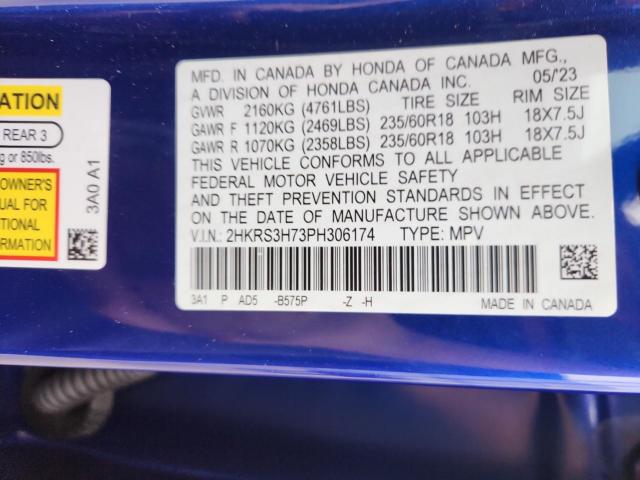 ATION
REAR 3
g or 850lbs.
OWNER'S
UAL FOR
TIONAL
ORMATION
3A0 A1
MFD. IN CANADA BY HONDA OF CANADA MFG.,
A DIVISION OF HONDA CANADA INC. 05/'23
GVWR 2160KG (4761LBS) TIRE SIZE RIM SIZE
GAWR F 1120KG (2469LBS) 235/60R18 103H 18X7.5J
GAWR R 1070KG (2358LBS) 235/60R18 103H 18X7.5J
THIS VEHICLE CONFORMS TO ALL APPLICABLE
FEDERAL MOTOR VEHICLE SAFETY
AND THEFT PREVENTION STANDARDS IN EFFECT
ON THE DATE OF MANUFACTURE SHOWN ABOVE.
V.I.N.: 2HKRS3H73PH306174 TYPE: MPV
3A1 P AD5 -B575P -Z -H
MADE IN CANADA